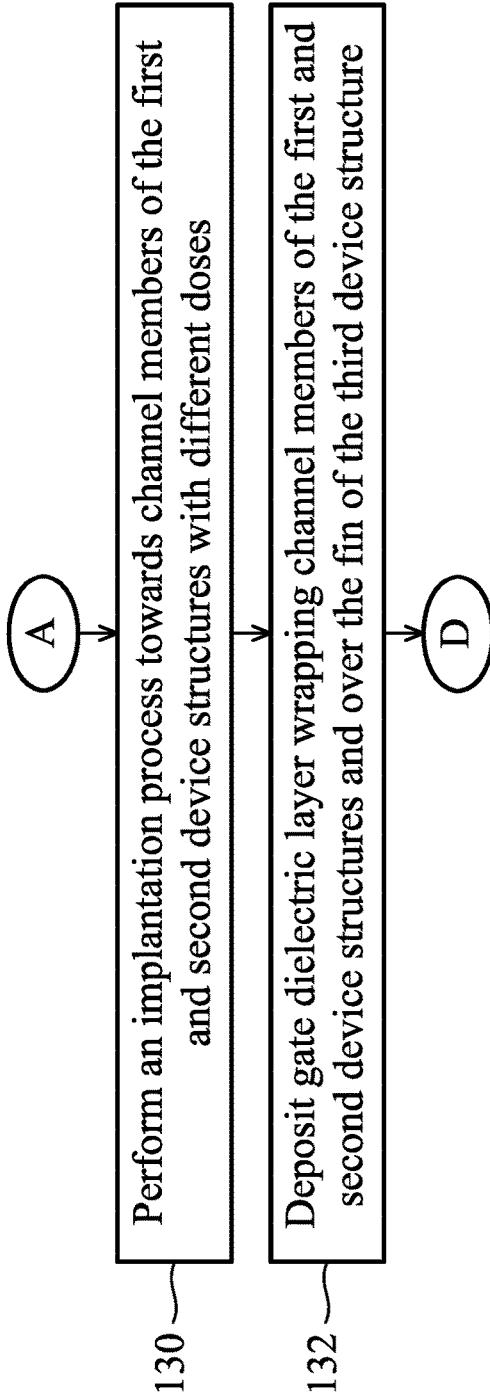 A
130
Perform an implantation process towards channel members of the first
and second device structures with different doses
132
Deposit gate dielectric layer wrapping channel members of the first and
second device structures and over the fin of the third device structure
D